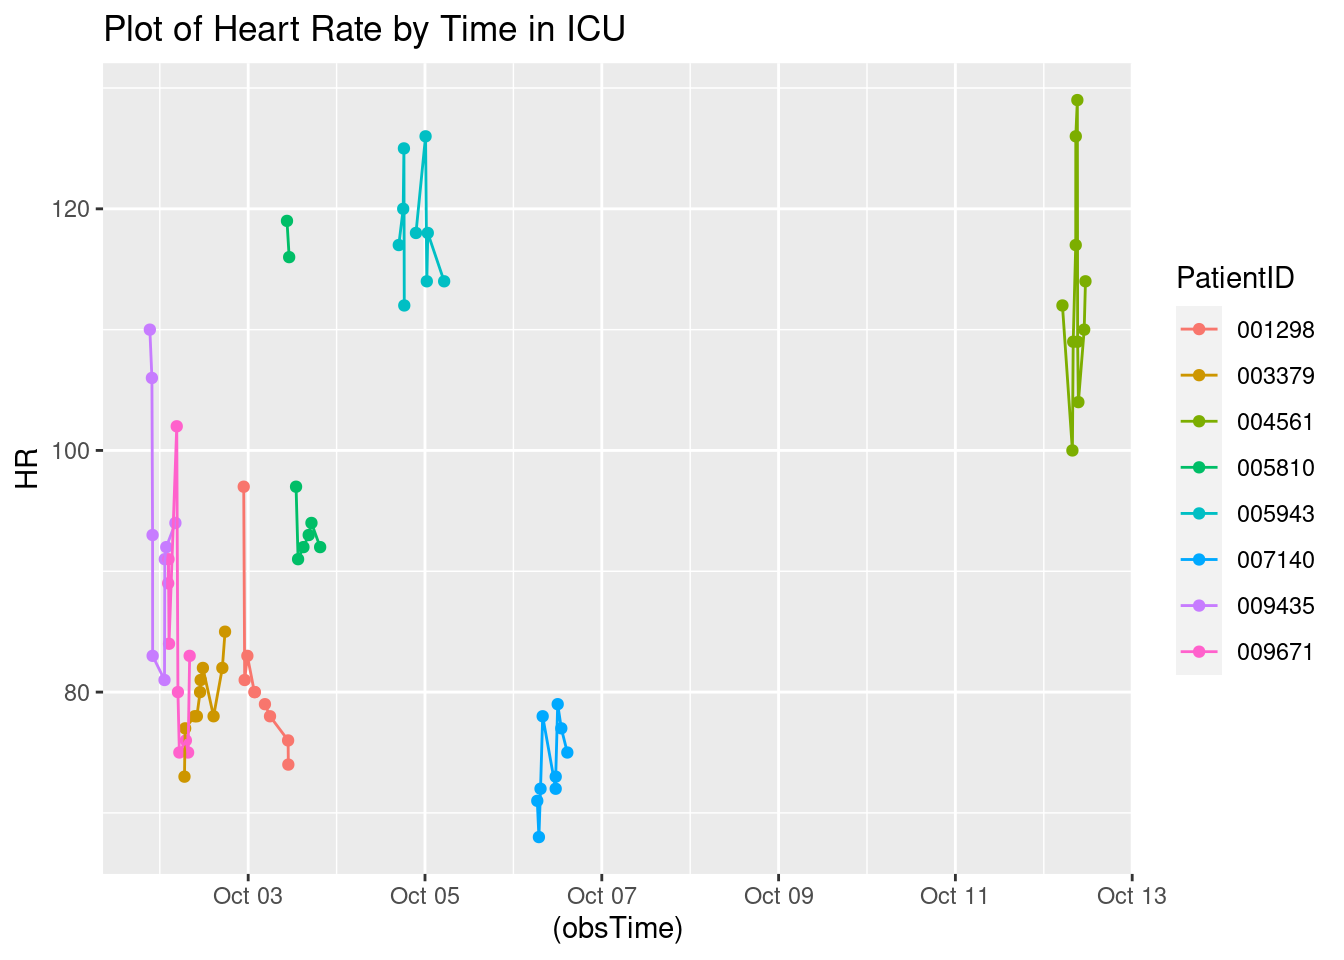 Plot of Heart Rate by Time in ICU
HR
120
100
80
Oct 03
Oct 05
Oct 07
Oct 09
Oct 11
Oct 13
(obsTime)
PatientID
001298
003379
004561
005810
005943
007140
009435
009671